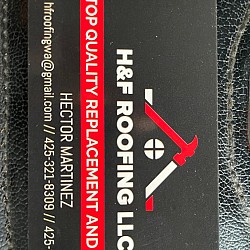 H&F ROOFING LLC
TOP QUALITY REPLACEMENT AND
HECTOR MARTINEZ
hfroofingwa@gmail.com // 425-321-8309 // 425-